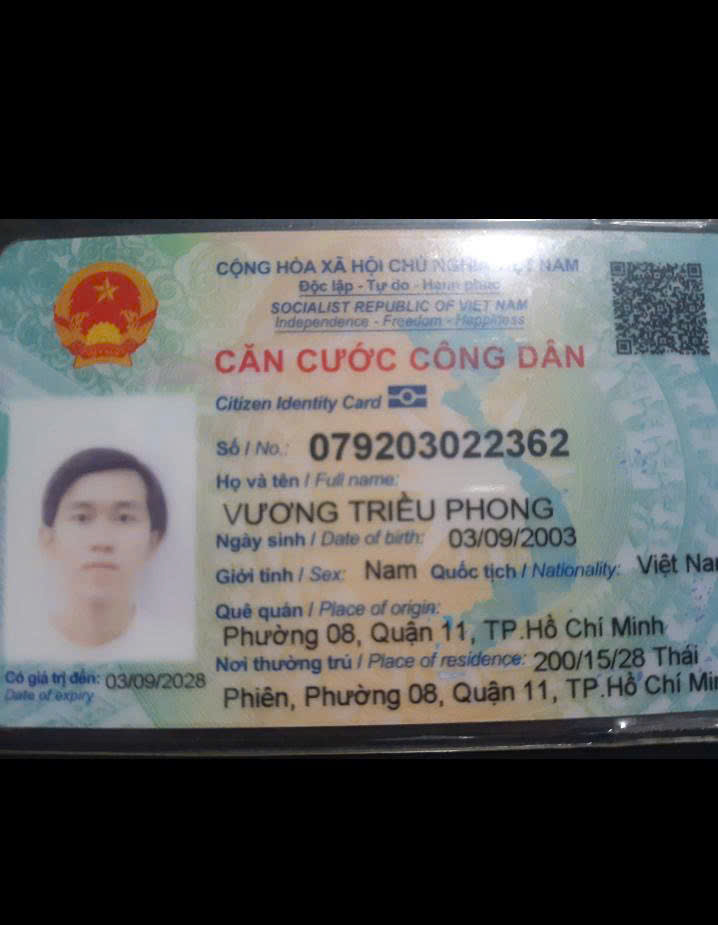 CỘNG HÒA XÃ HỘI CHỦ NGHĨA VIỆT NAM
Độc lập - Tự do - Hạnh phúc
SOCIALIST REPUBLIC OF VIET NAM
Independence - Freedom - Happiness
CĂN CƯỚC CÔNG DÂN
Citizen Identity Card
Số / No.: 079203022362
Họ và tên / Full name:
VƯƠNG TRIỀU PHONG
Ngày sinh / Date of birth: 03/09/2003
Giới tính / Sex: Nam Quốc tịch / Nationality: Việt
Quê quán / Place of origin:
Phường 08, Quận 11, TP.Hồ Chí Minh
Nơi thường trú / Place of residence: 200/15/28 Thái
Phiên, Phường 08, Quận 11, TP.Hồ Chí
Có giá trị đến: 03/09/2028
Date of expiry